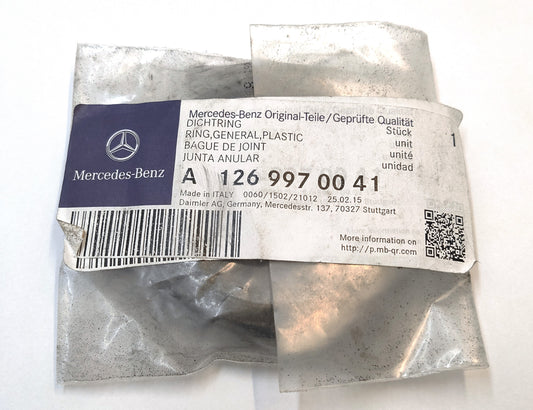 Mercedes-Benz
Mercedes-Benz Original-Teile/Geprüfte Qualität
DICHTRING
RING,GENERAL,PLASTIC
BAGUE DE JOINT
JUNTA ANULAR
Stück
unit
unité
unidad
1
A 126 997 00 41
Made in ITALY 0060/1502/21012 25.02.15
Daimler AG, Germany, Mercedesstr. 137, 70327 Stuttgart
More information on
http://p.mb-qr.com